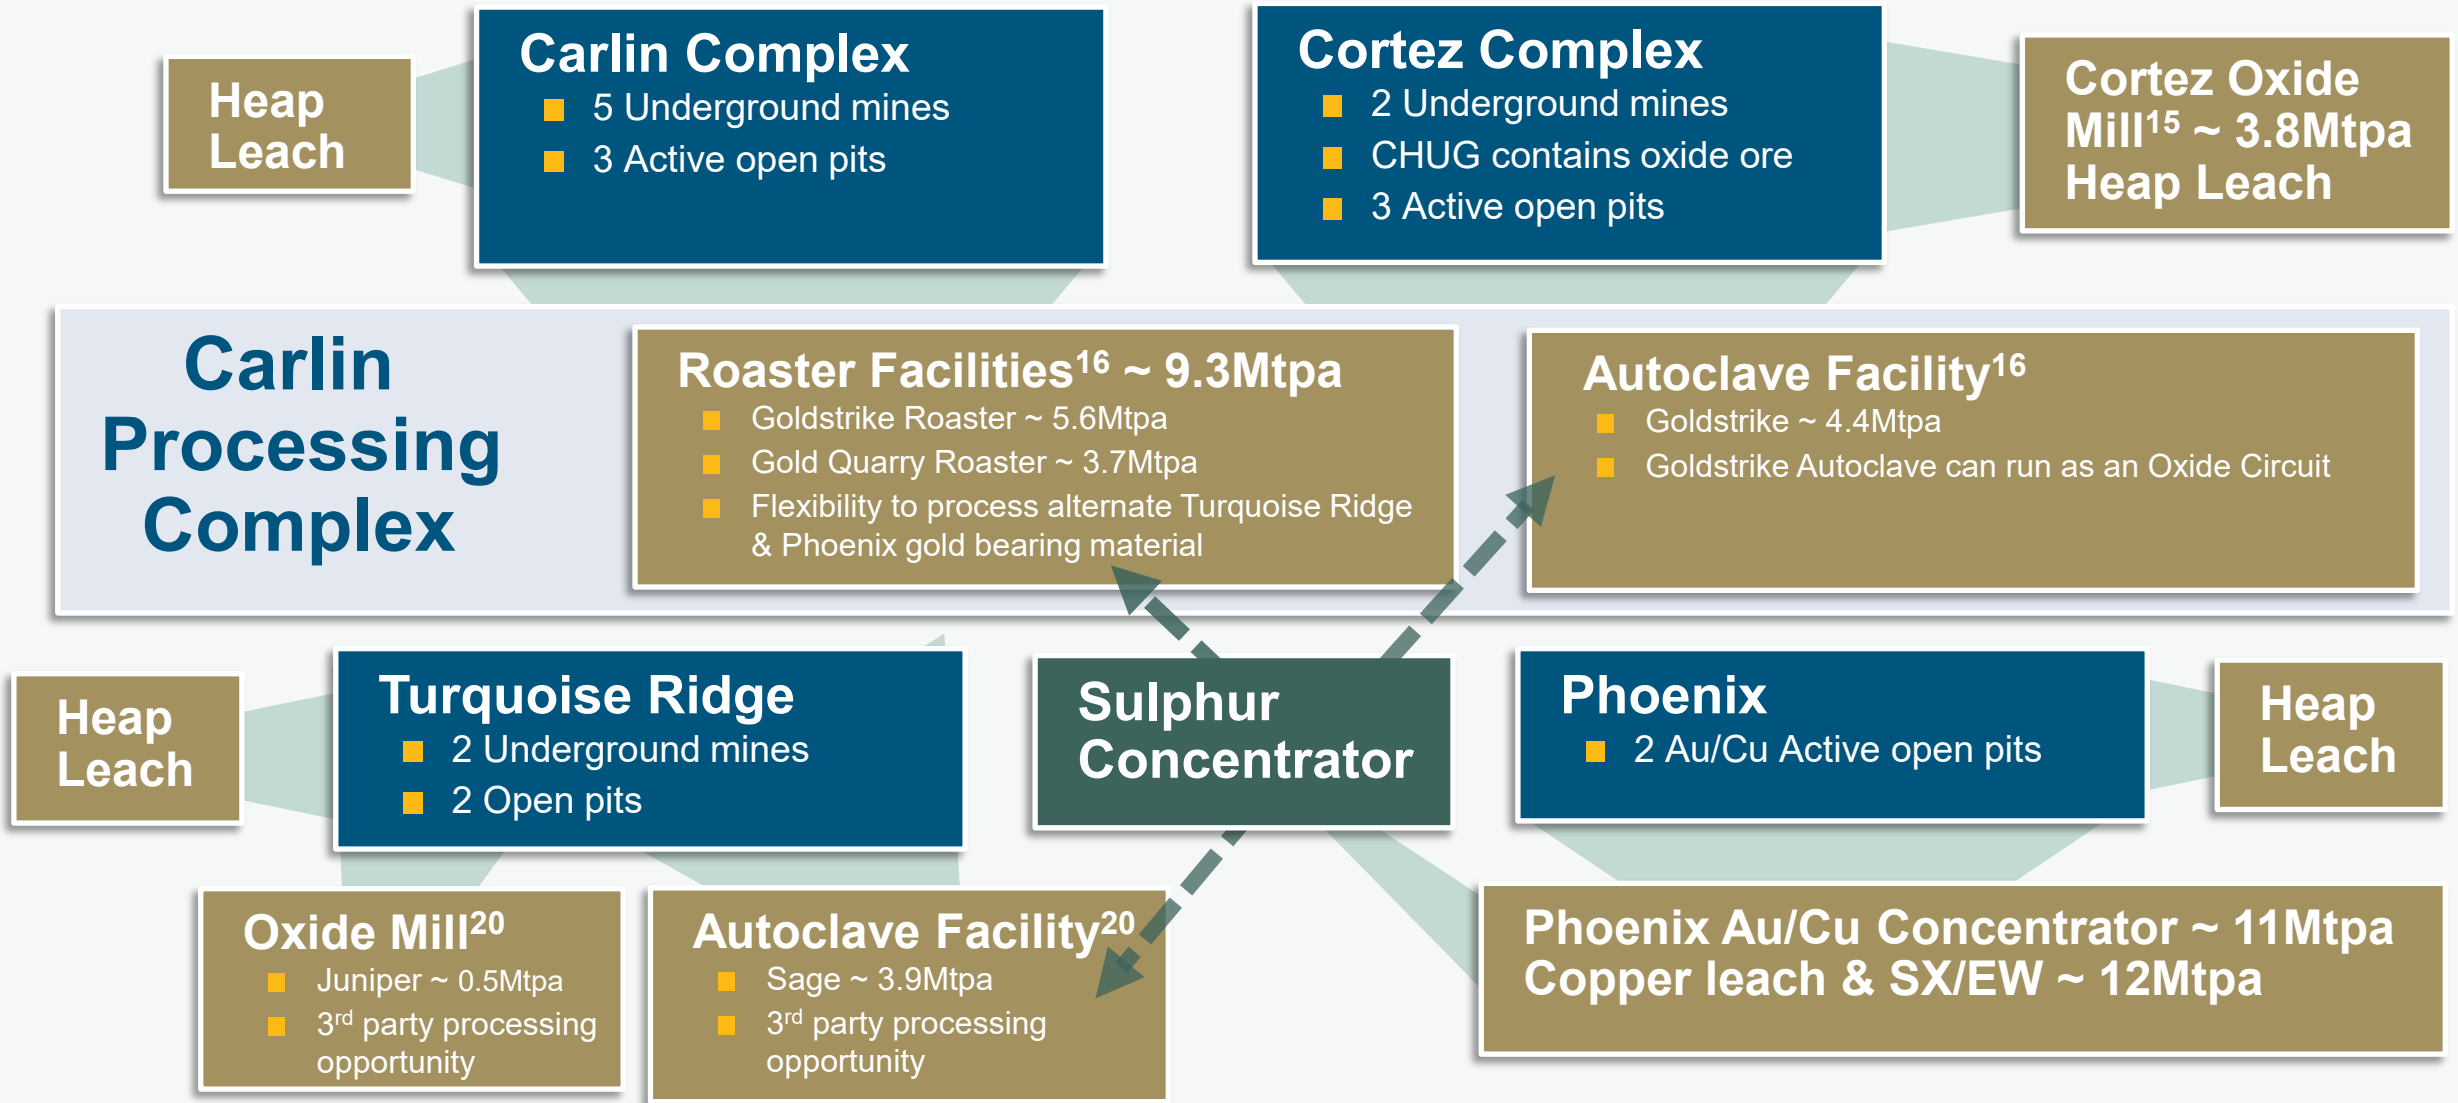 Carlin Complex
5 Underground mines
3 Active open pits
Heap
Leach
Cortez Complex
2 Underground mines
CHUG contains oxide ore
3 Active open pits
Cortez Oxide
Mill¹⁵ ~ 3.8Mtpa
Heap Leach
Carlin
Processing
Complex
Roaster Facilities¹⁶ ~ 9.3Mtpa
Goldstrike Roaster ~ 5.6Mtpa
Gold Quarry Roaster ~ 3.7Mtpa
Flexibility to process alternate Turquoise Ridge
& Phoenix gold bearing material
Autoclave Facility¹⁶
Goldstrike ~ 4.4Mtpa
Goldstrike Autoclave can run as an Oxide Circuit
Heap
Leach
Turquoise Ridge
2 Underground mines
2 Open pits
Sulphur
Concentrator
Phoenix
2 Au/Cu Active open pits
Heap
Leach
Oxide Mill²⁰
Juniper ~ 0.5Mtpa
3rd party processing
opportunity
Autoclave Facility²⁰
Sage ~ 3.9Mtpa
3rd party processing
opportunity
Phoenix Au/Cu Concentrator ~ 11Mtpa
Copper leach & SX/EW ~ 12Mtpa